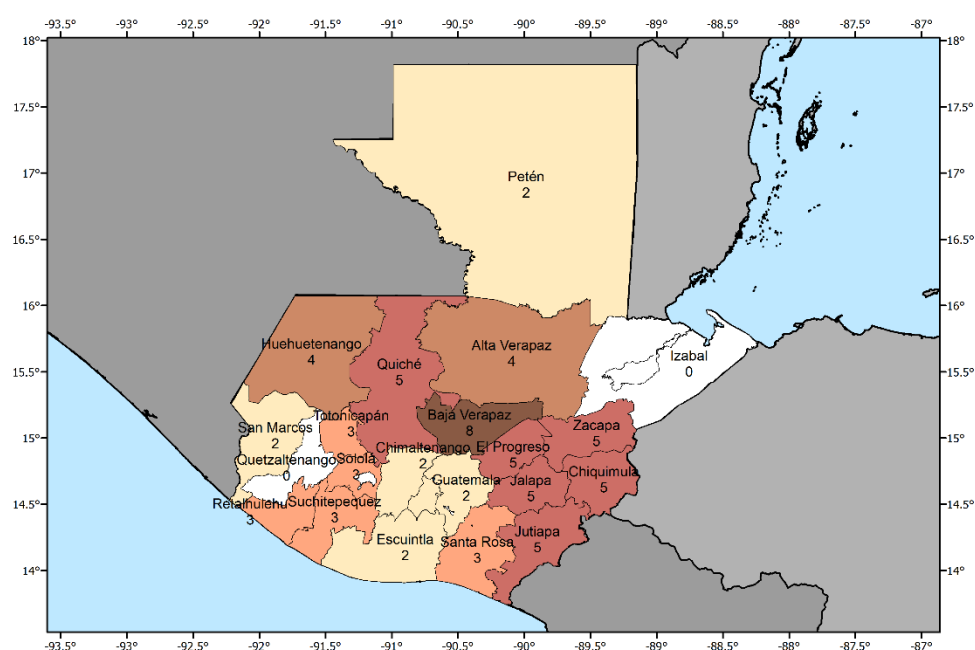 -93.5° -93° -92.5° -92° -91.5° -91° -90.5° -90° -89.5° -89° -88.5° -88° -87.5° -87°
18° 18°
17.5° 17.5°
17° 17°
16.5° 16.5°
16° 16°
15.5° 15.5°
15° 15°
14.5° 14.5°
14° 14°
Petén
2
Huehuetenango
4
Quiché
5
Alta Verapaz
4
Izabal
0
San Marcos
2
Totonicapán
3
Baja Verapaz
8
Zacapa
5
Quetzaltenango
0
Sololá
3
Chimaltenango
2
El Progreso
5
Guatemala
2
Jalapa
5
Chiquimula
5
Retalhuleu
3
Suchitepequez
3
Escuintla
2
Santa Rosa
3
Jutiapa
5
-93.5° -93° -92.5° -92° -91.5° -91° -90.5° -90° -89.5° -89° -88.5° -88° -87.5° -87°